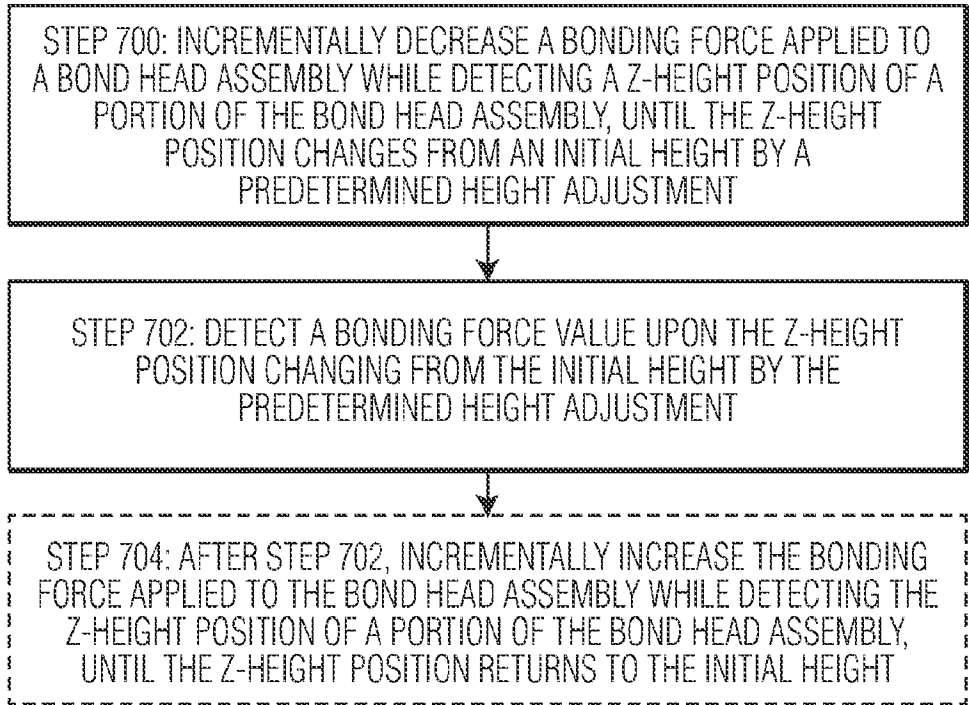 STEP 700: INCREMENTALLY DECREASE A BONDING FORCE APPLIED TO
A BOND HEAD ASSEMBLY WHILE DETECTING A Z-HEIGHT POSITION OF A
PORTION OF THE BOND HEAD ASSEMBLY, UNTIL THE Z-HEIGHT
POSITION CHANGES FROM AN INITIAL HEIGHT BY A
PREDETERMINED HEIGHT ADJUSTMENT
STEP 702: DETECT A BONDING FORCE VALUE UPON THE Z-HEIGHT
POSITION CHANGING FROM THE INITIAL HEIGHT BY THE
PREDETERMINED HEIGHT ADJUSTMENT
STEP 704: AFTER STEP 702, INCREMENTALLY INCREASE THE BONDING
FORCE APPLIED TO THE BOND HEAD ASSEMBLY WHILE DETECTING THE
Z-HEIGHT POSITION OF A PORTION OF THE BOND HEAD ASSEMBLY,
UNTIL THE Z-HEIGHT POSITION RETURNS TO THE INITIAL HEIGHT